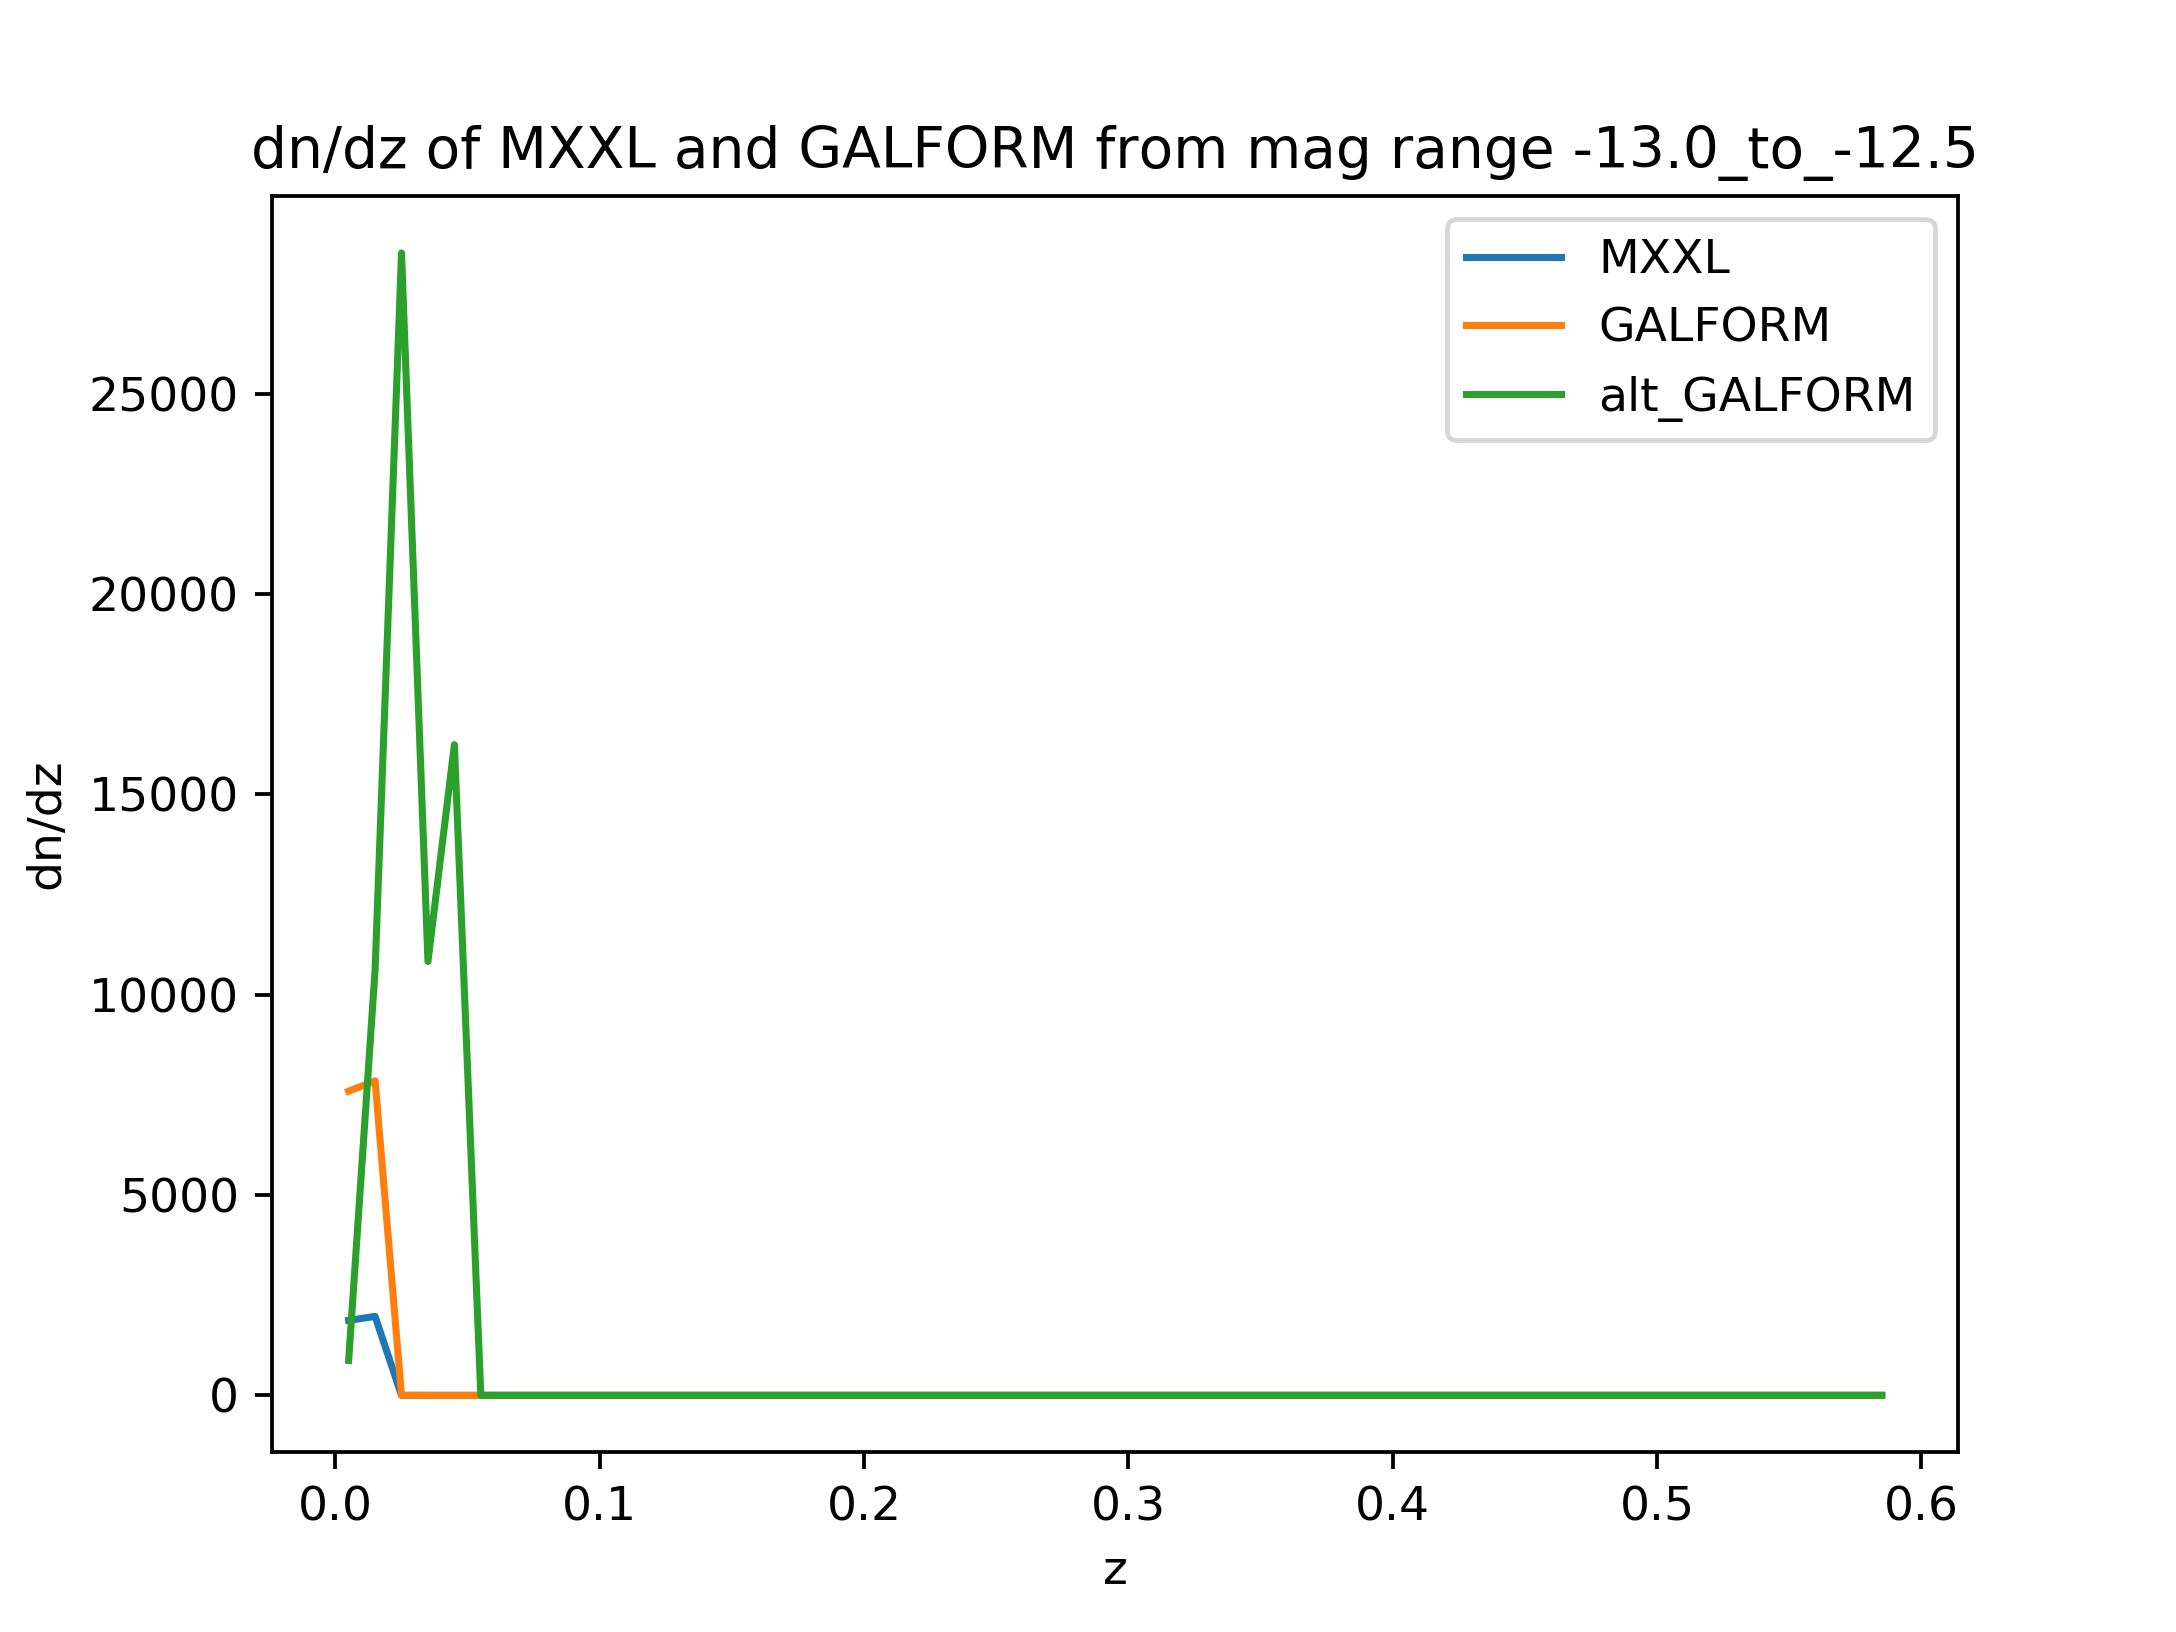 dn/dz of MXXL and GALFORM from mag range -13.0_to_-12.5
MXXL
GALFORM
alt_GALFORM
dn/dz
25000
20000
15000
10000
5000
0
0.0 0.1 0.2 0.3 0.4 0.5 0.6
z